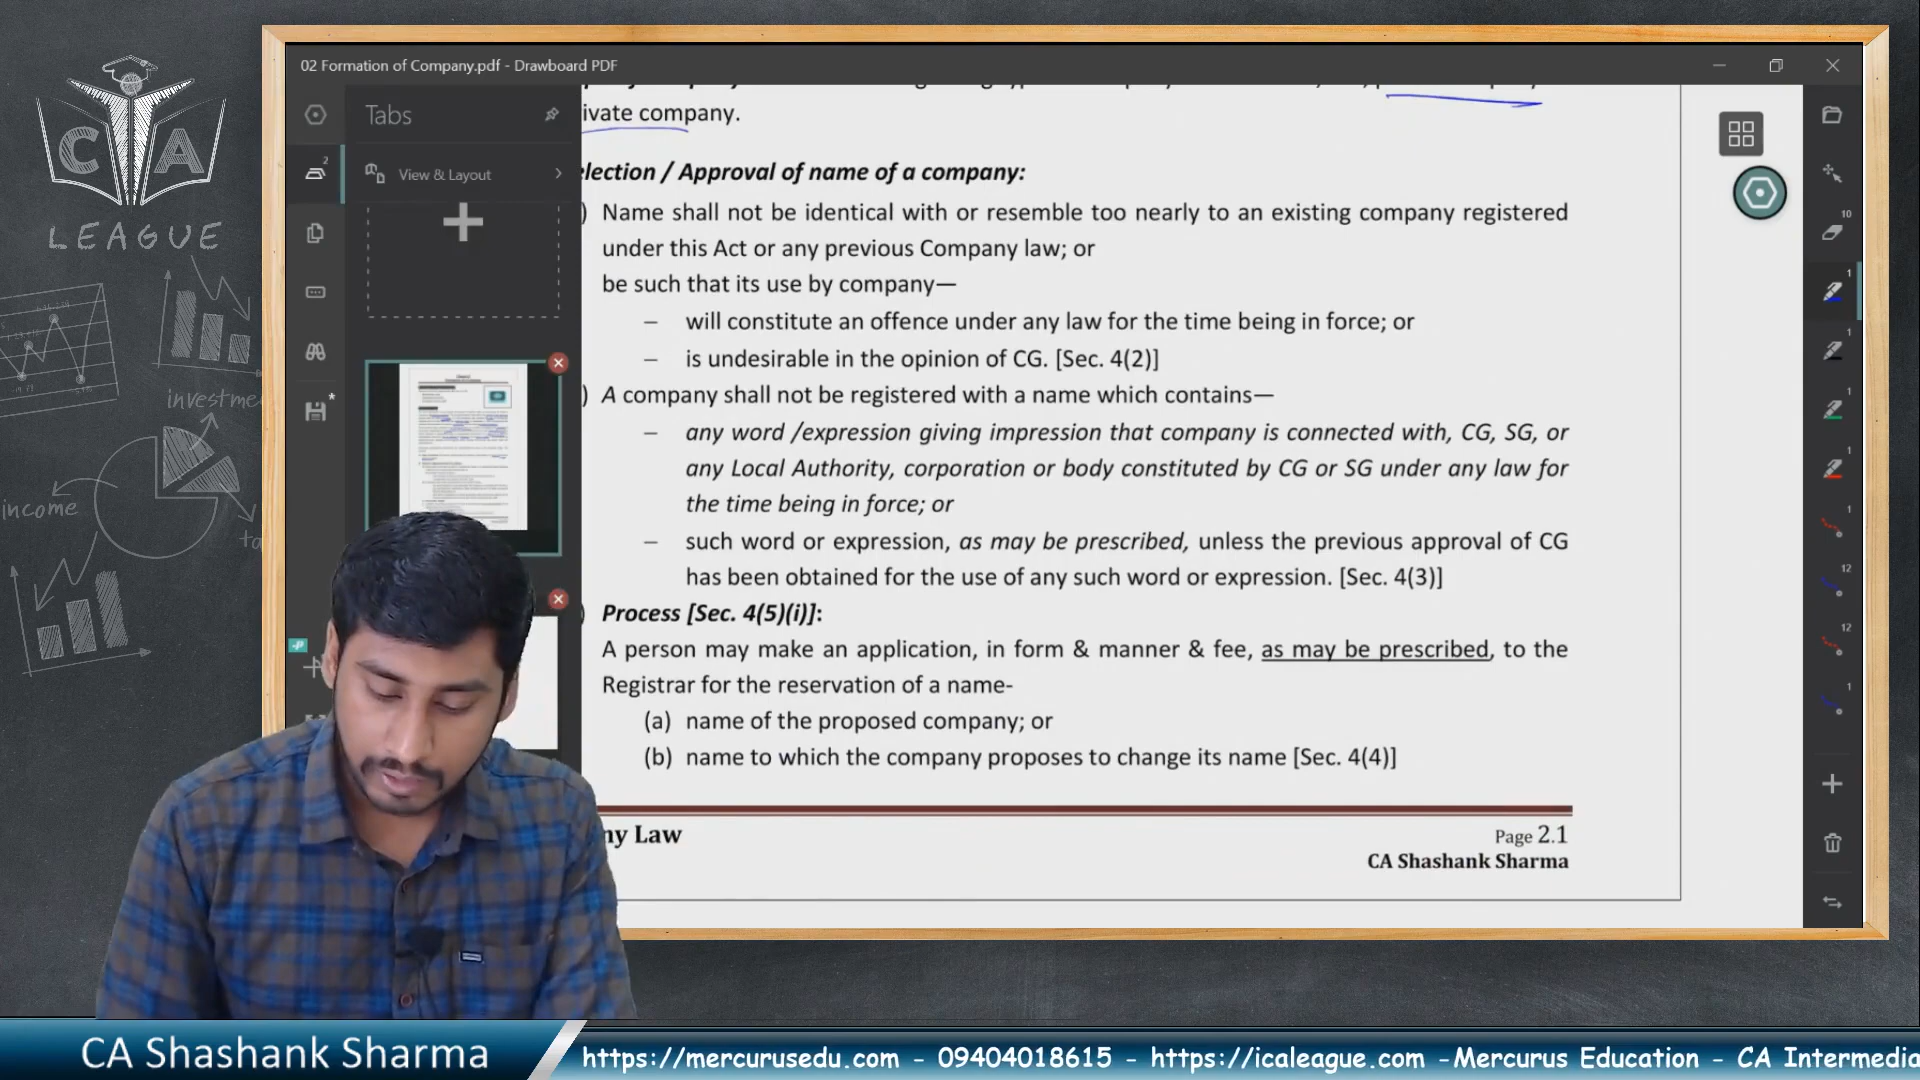 CA
LEAGUE
investme
income
02 Formation of Company.pdf - Drawboard PDF
Tabs
View & Layout
2
10
1
1
1
1
1
12
12
1
ivate company.
lection / Approval of name of a company:
) Name shall not be identical with or resemble too nearly to an existing company registered
under this Act or any previous Company law; or
be such that its use by company—
– will constitute an offence under any law for the time being in force; or
– is undesirable in the opinion of CG. [Sec. 4(2)]
) A company shall not be registered with a name which contains—
– any word /expression giving impression that company is connected with, CG, SG, or
any Local Authority, corporation or body constituted by CG or SG under any law for
the time being in force; or
– such word or expression, as may be prescribed, unless the previous approval of CG
has been obtained for the use of any such word or expression. [Sec. 4(3)]
) Process [Sec. 4(5)(i)]:
A person may make an application, in form & manner & fee, as may be prescribed, to the
Registrar for the reservation of a name-
(a) name of the proposed company; or
(b) name to which the company proposes to change its name [Sec. 4(4)]
ny Law
Page 2.1
CA Shashank Sharma
CA Shashank Sharma
https://mercurusedu.com - 09404018615 - https://icaleague.com -Mercurus Education - CA Intermedia